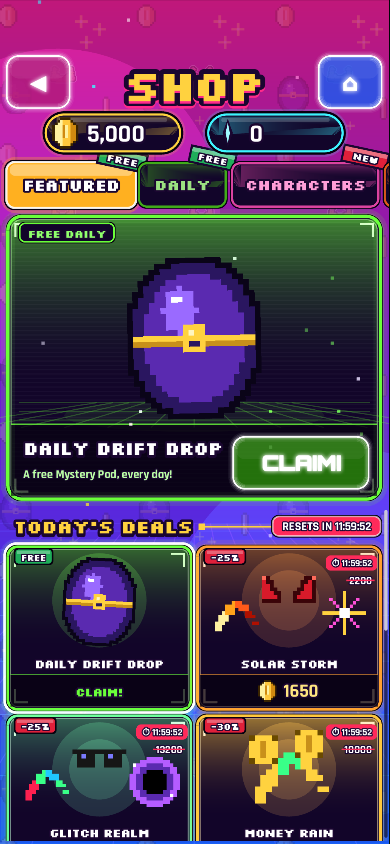 SHOP
5,000
0
FREE
FREE
NEW
FEATURED
DAILY
CHARACTERS
FREE DAILY
DAILY DRIFT DROP
A free Mystery Pod, every day!
CLAIM!
TODAY'S DEALS
RESETS IN 11:59:52
FREE
DAILY DRIFT DROP
CLAIM!
-25%
11:59:52
2200
SOLAR STORM
1650
-25%
11:59:52
13200
GLITCH REALM
-30%
11:59:52
10000
MONEY RAIN